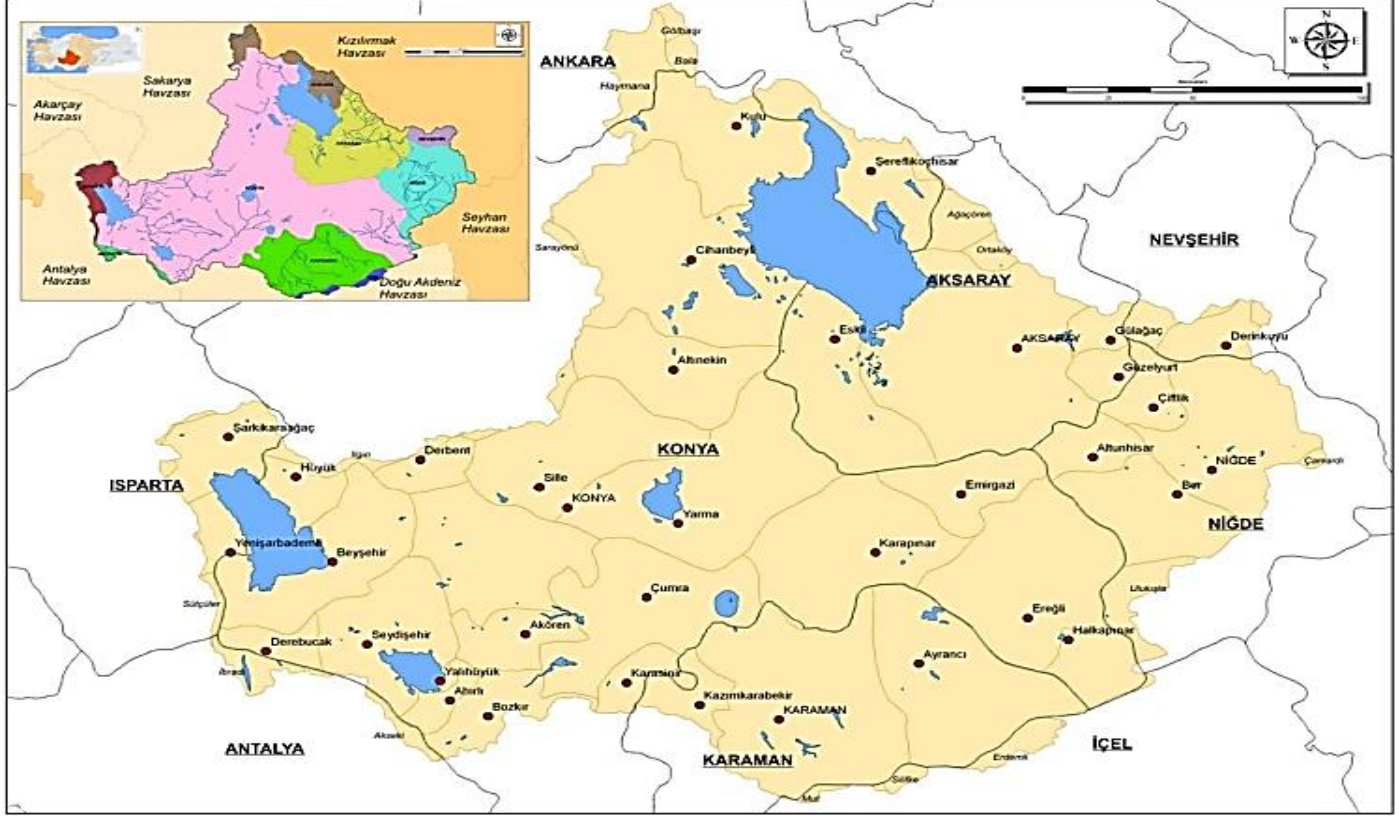 Kızılırmak
Havzası
Sakarya
Havzası
Akarçay
Havzası
Seyhan
Havzası
Antalya
Havzası
Doğu Akdeniz
Havzası
N
W E
S
Gölbaşı
ANKARA
Bala
Haymana
Kulu
Şereflikoçhisar
Ağaçören
NEVŞEHİR
Sarayönü
Ortaköy
Cihanbeyli
AKSARAY
Eskil
AKSARAY
Gülağaç
Derinkuyu
Altınekin
Güzelyurt
Çiftlik
Şarkikaraağaç
KONYA
Derbent
Ilgın
Altunhisar
NİĞDE
Çamardı
Hüyük
ISPARTA
Sille
KONYA
Emirgazi
Bor
Yarma
NİĞDE
Yenişarbademli
Beyşehir
Karapınar
Ulukışla
Sütçüler
Çumra
Ereğli
Akören
Halkapınar
Derebucak
Seydişehir
İbradı
Yalıhüyük
Ayrancı
Ahırlı
Kazımkarabekir
Bozkır
KARAMAN
Akseki
ANTALYA
KARAMAN
İÇEL
Erdemli
Silifke
Mut